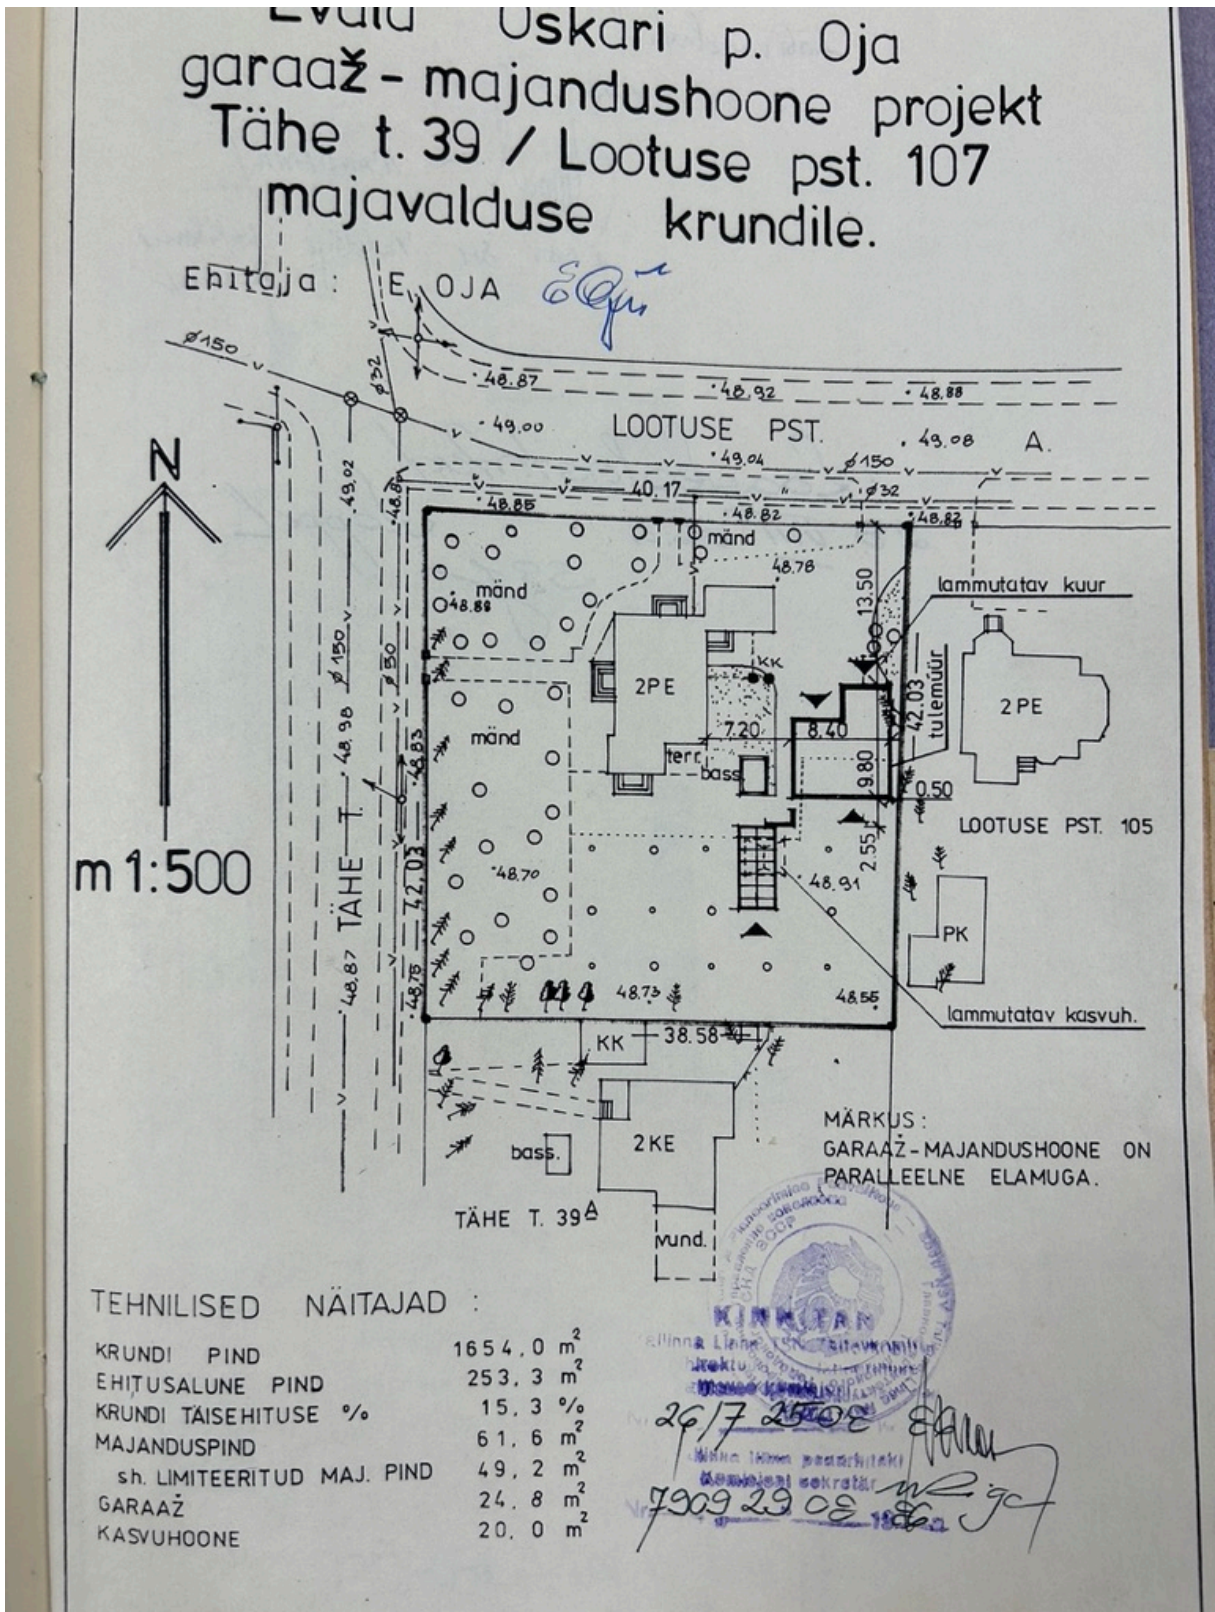 Oskari p. Oja
garaaž-majandushoone projekt
Tähe t. 39 / Lootuse pst. 107
majavalduse krundile.
Ehitaja: E. OJA
ø150
ø32
48.87
48.92
48.88
49.00
LOOTUSE PST.
49.08
A.
49.04
ø150
N
49.02
40.17
ø32
48.85
48.82
48.82
mänd
48.78
mänd
48.88
13.50
lammutatav kuur
ø150
ø50
KK
2PE
42.03
tulemüür
2PE
mänd
7.20
8.40
48.98
48.83
terr.
bass.
9.80
0.50
LOOTUSE PST. 105
m 1:500
TÄHE T.
42.03
2.55
48.70
48.91
PK
48.87
48.75
48.73
48.55
lammutatav kasvuh.
KK
38.58
MÄRKUS:
GARAAŽ-MAJANDUSHOONE ON
PARALLEELNE ELAMUGA.
2KE
bass.
TÄHE T. 39A
vund.
TEHNILISED NÄITAJAD:
KRUNDI PIND 1654,0 m²
EHITUSALUNE PIND 253,3 m²
KRUNDI TÄISEHITUSE % 15,3 %
MAJANDUSPIND 61,6 m²
sh. LIMITEERITUD MAJ. PIND 49,2 m²
GARAAŽ 24,8 m²
KASVUHOONE 20,0 m²
KINNITAN
26/7